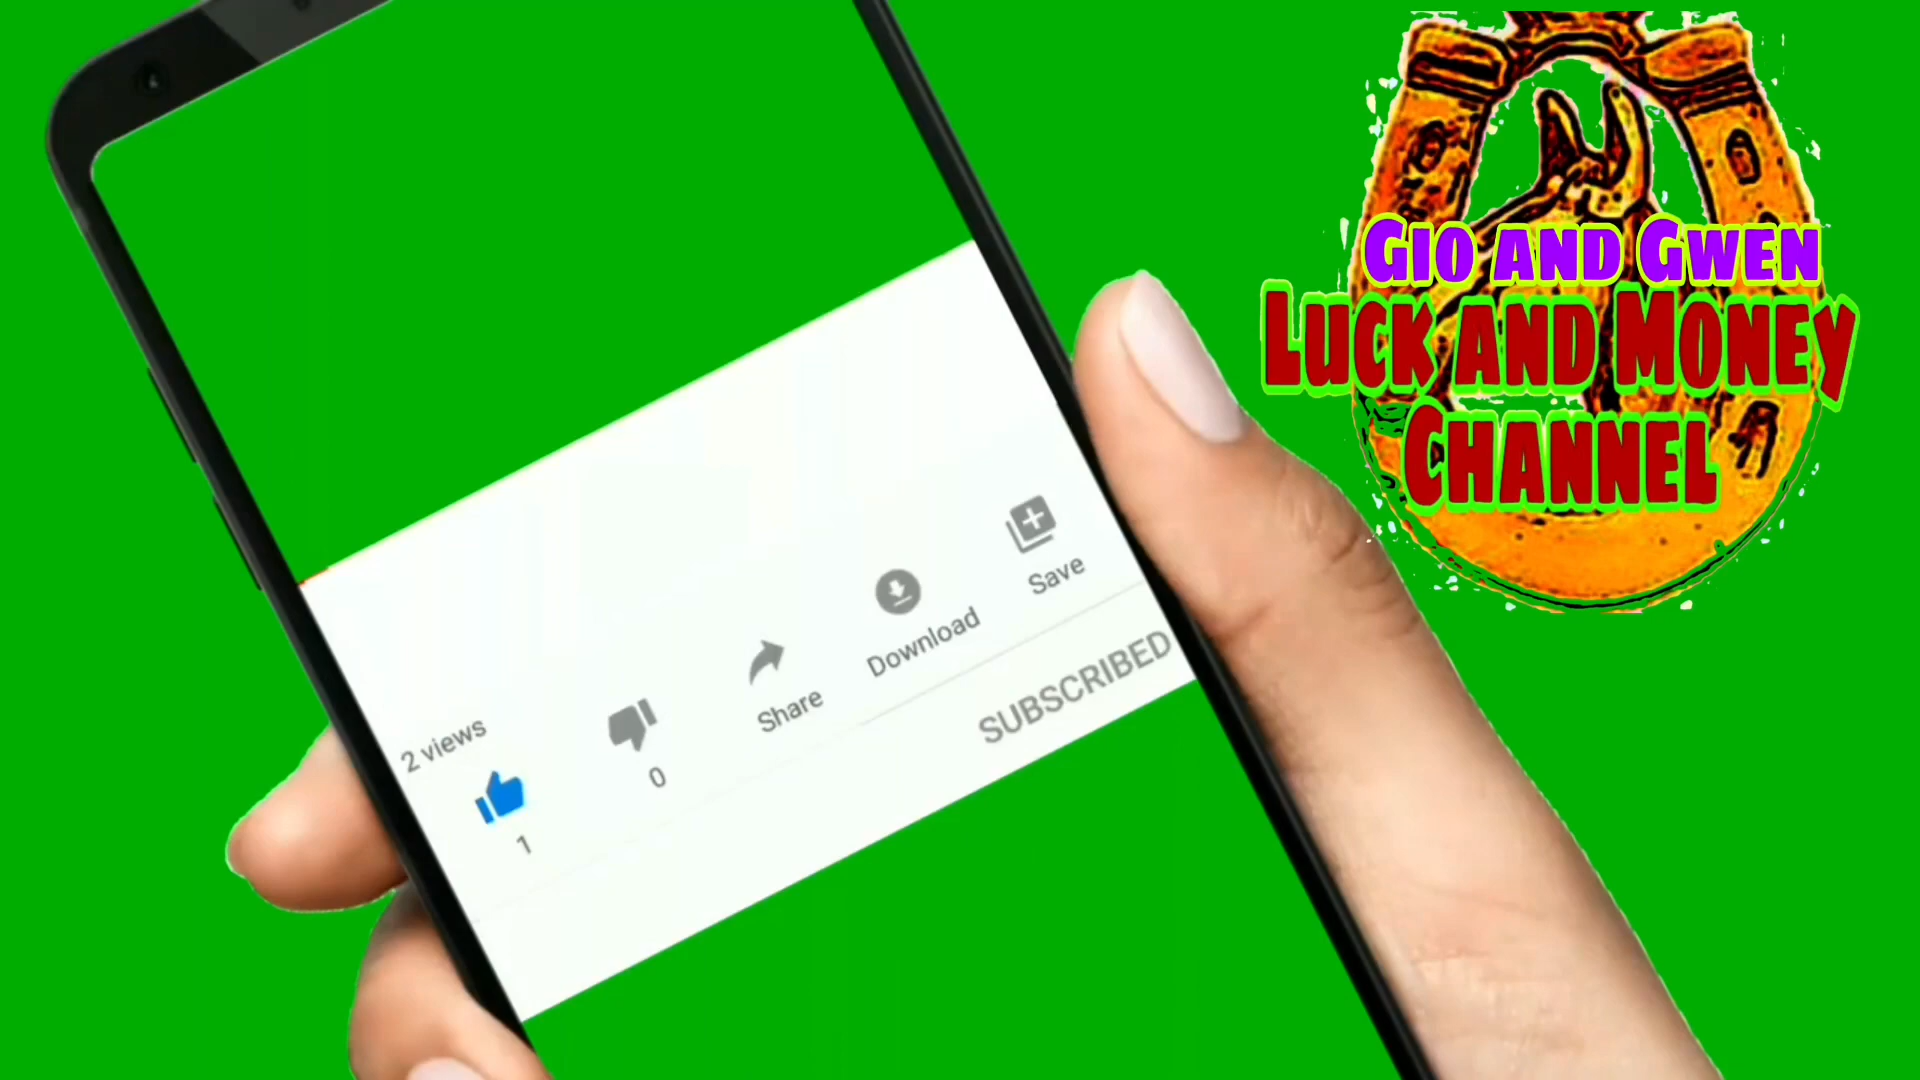 Gio and Gwen
Luck and Money
Channel
2 views
1
0
Share
Download
Save
SUBSCRIBED